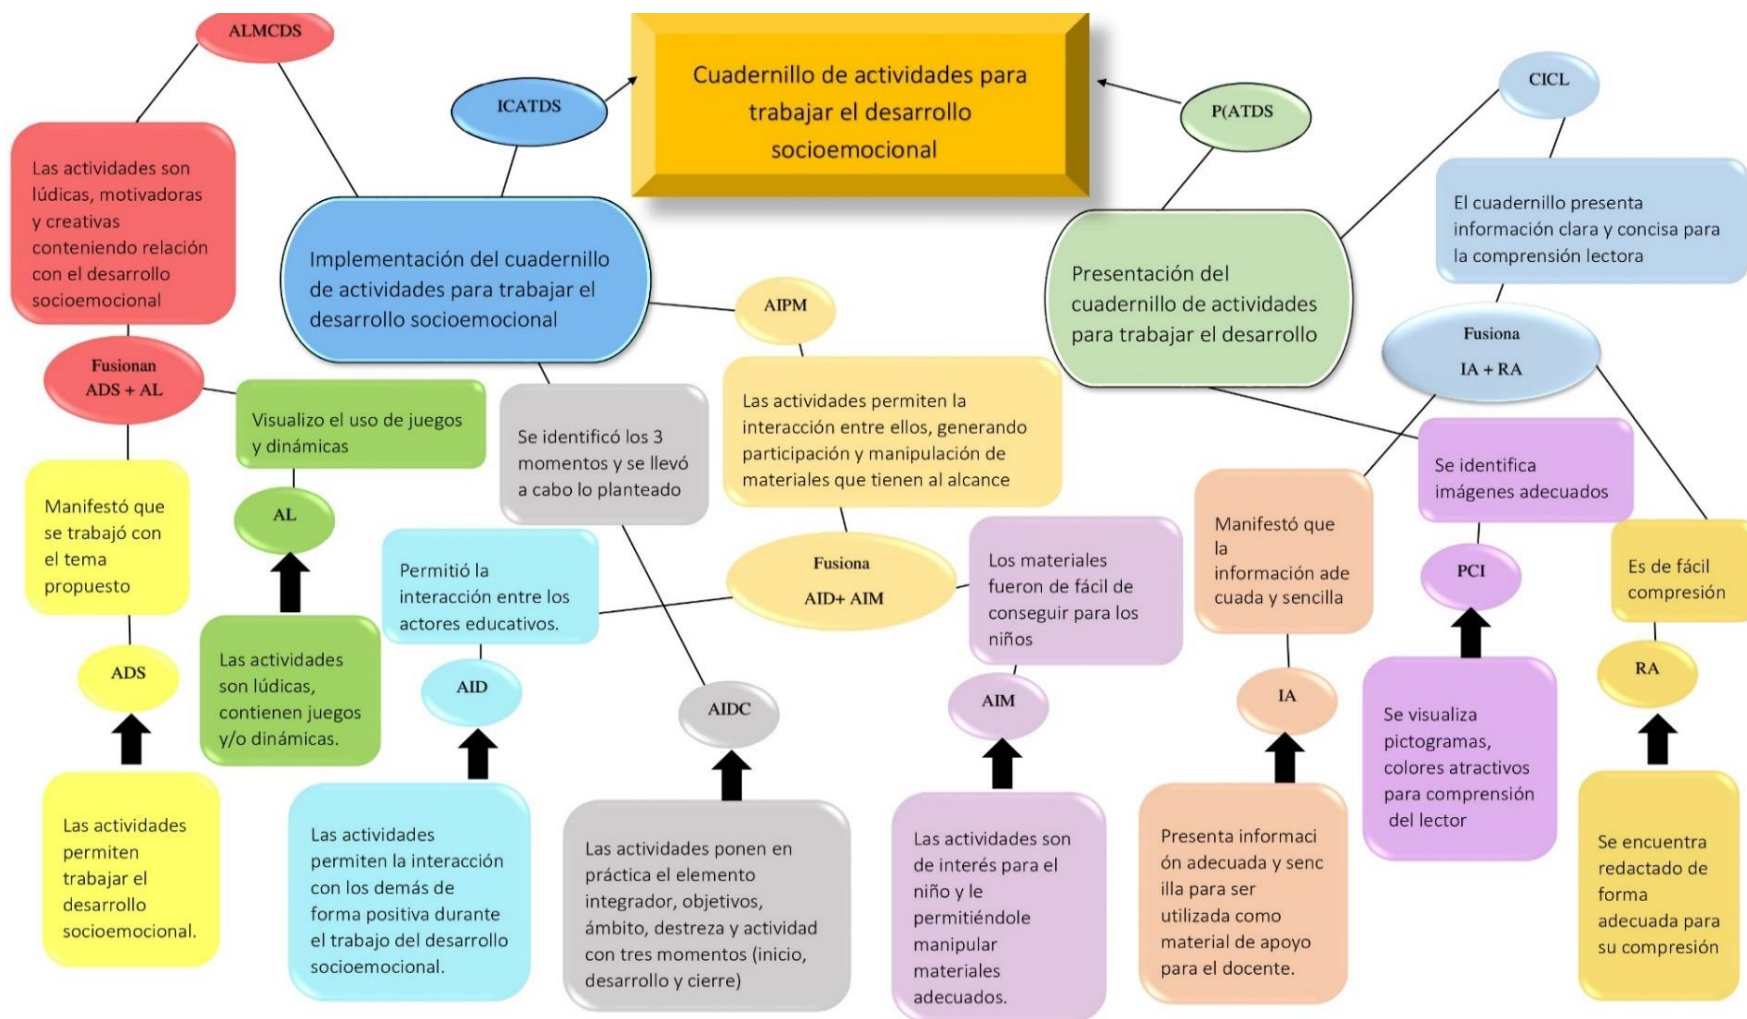 ALMCDS
Cuadernillo de actividades para
trabajar el desarrollo
socioemocional
ICATDS
P(ATDS
CICL
Las actividades son
lúdicas, motivadoras
y creativas
conteniendo relación
con el desarrollo
socioemocional
Implementación del cuadernillo
de actividades para trabajar el
desarrollo socioemocional
Presentación del
cuadernillo de actividades
para trabajar el desarrollo
El cuadernillo presenta
información clara y concisa para
la comprensión lectora
AIPM
Fusionan
ADS + AL
Fusiona
IA + RA
Visualizo el uso de juegos
y dinámicas
Se identificó los 3
momentos y se llevó
a cabo lo planteado
Las actividades permiten la
interacción entre ellos, generando
participación y manipulación de
materiales que tienen al alcance
Se identifica
imágenes adecuados
Manifestó que
se trabajó con
el tema
propuesto
AL
Permitió la
interacción entre los
actores educativos.
Fusiona
AID+ AIM
Los materiales
fueron de fácil de
conseguir para los
niños
Manifestó que
la
información ade
cuada y sencilla
PCI
Es de fácil
compresión
ADS
Las actividades
son lúdicas,
contienen juegos
y/o dinámicas.
AID
AIDC
AIM
IA
Se visualiza
pictogramas,
colores atractivos
para comprensión
del lector
RA
Las actividades
permiten
trabajar el
desarrollo
socioemocional.
Las actividades
permiten la interacción
con los demás de
forma positiva durante
el trabajo del desarrollo
socioemocional.
Las actividades ponen en
práctica el elemento
integrador, objetivos,
ámbito, destreza y actividad
con tres momentos (inicio,
desarrollo y cierre)
Las actividades son
de interés para el
niño y le
permitiéndole
manipular
materiales
adecuados.
Presenta informaci
ón adecuada y senc
illa para ser
utilizada como
material de apoyo
para el docente.
Se encuentra
redactado de
forma
adecuada para
su compresión